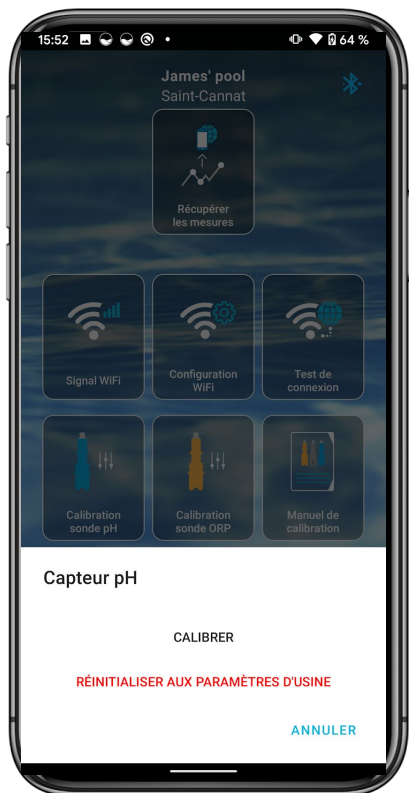 15:52 64 %
James' pool
Saint-Cannat
Récupérer
les mesures
Signal WiFi
Configuration
WiFi
Test de
connexion
Calibration
sonde pH
Calibration
sonde ORP
Manuel de
calibration
Capteur pH
CALIBRER
RÉINITIALISER AUX PARAMÈTRES D'USINE
ANNULER